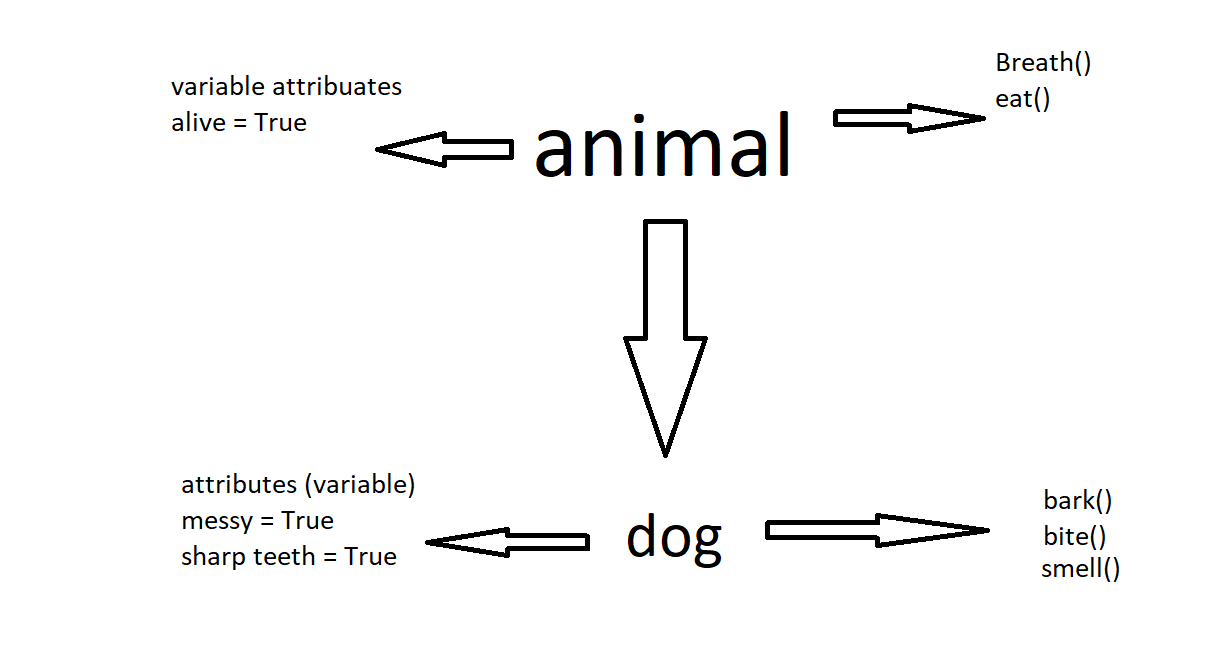 variable attribuates
alive = True
animal
Breath()
eat()
attributes (variable)
messy = True
sharp teeth = True
dog
bark()
bite()
smell()